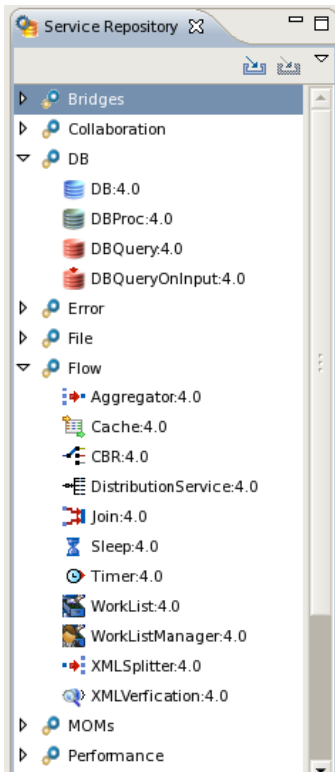 Service Repository
Bridges
Collaboration
DB
DB:4.0
DBProc:4.0
DBQuery:4.0
DBQueryOnInput:4.0
Error
File
Flow
Aggregator:4.0
Cache:4.0
CBR:4.0
DistributionService:4.0
Join:4.0
Sleep:4.0
Timer:4.0
WorkList:4.0
WorkListManager:4.0
XMLSplitter:4.0
XMLVerfication:4.0
MOMs
Performance